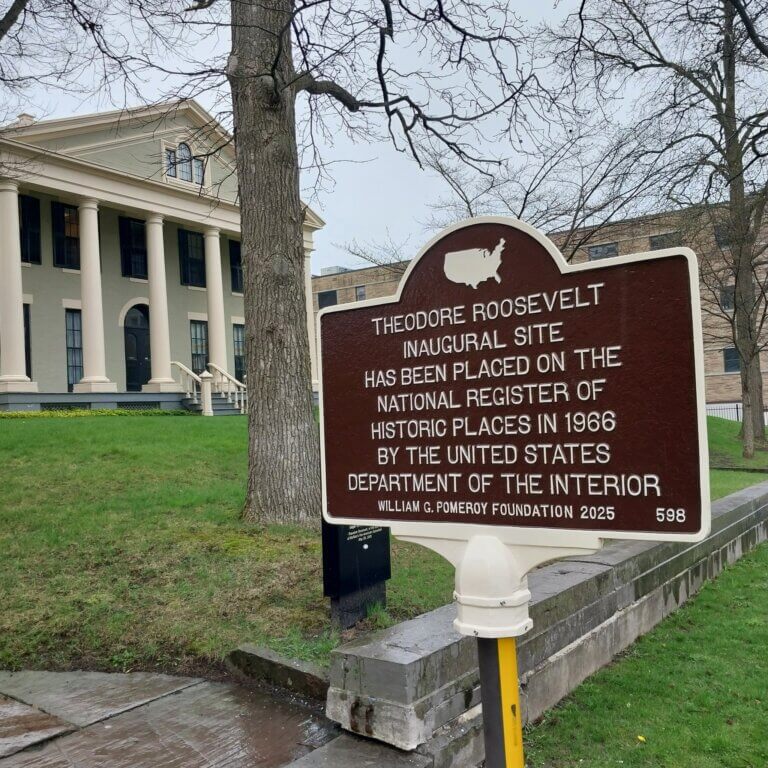 THEODORE ROOSEVELT
INAUGURAL SITE
HAS BEEN PLACED ON THE
NATIONAL REGISTER OF
HISTORIC PLACES IN 1966
BY THE UNITED STATES
DEPARTMENT OF THE INTERIOR
WILLIAM G. POMEROY FOUNDATION 2025 598